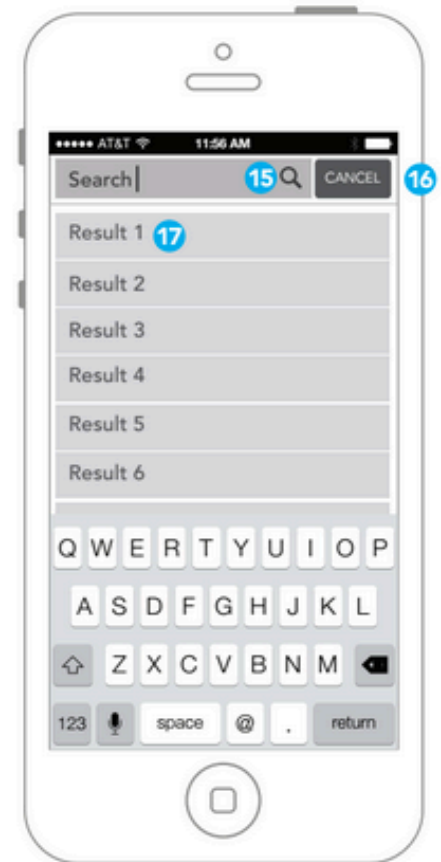 AT&T 11:56 AM
Search 15 CANCEL 16
Result 1 17
Result 2
Result 3
Result 4
Result 5
Result 6
Q W E R T Y U I O P
A S D F G H J K L
Z X C V B N M
123 space @ . return